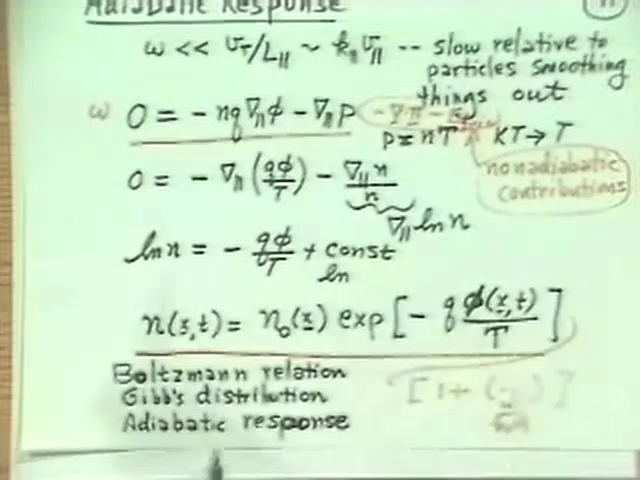 Adiabatic Response
ω << v_T/L_∥ ~ k_∥ v_∥ -- slow relative to
particles smoothing
things out
ω 0 = - nq ∇_∥ φ - ∇_∥ p
p = nT KT → T
nonadiabatic
contributions
0 = - ∇_∥ (qφ/T) - ∇_∥ n/n
∇_∥ ln n
ln n = - qφ/T + const
ln
n(x,t) = n_0(x) exp [ - q φ(x,t)/T ]
Boltzmann relation
Gibb's distribution
Adiabatic response